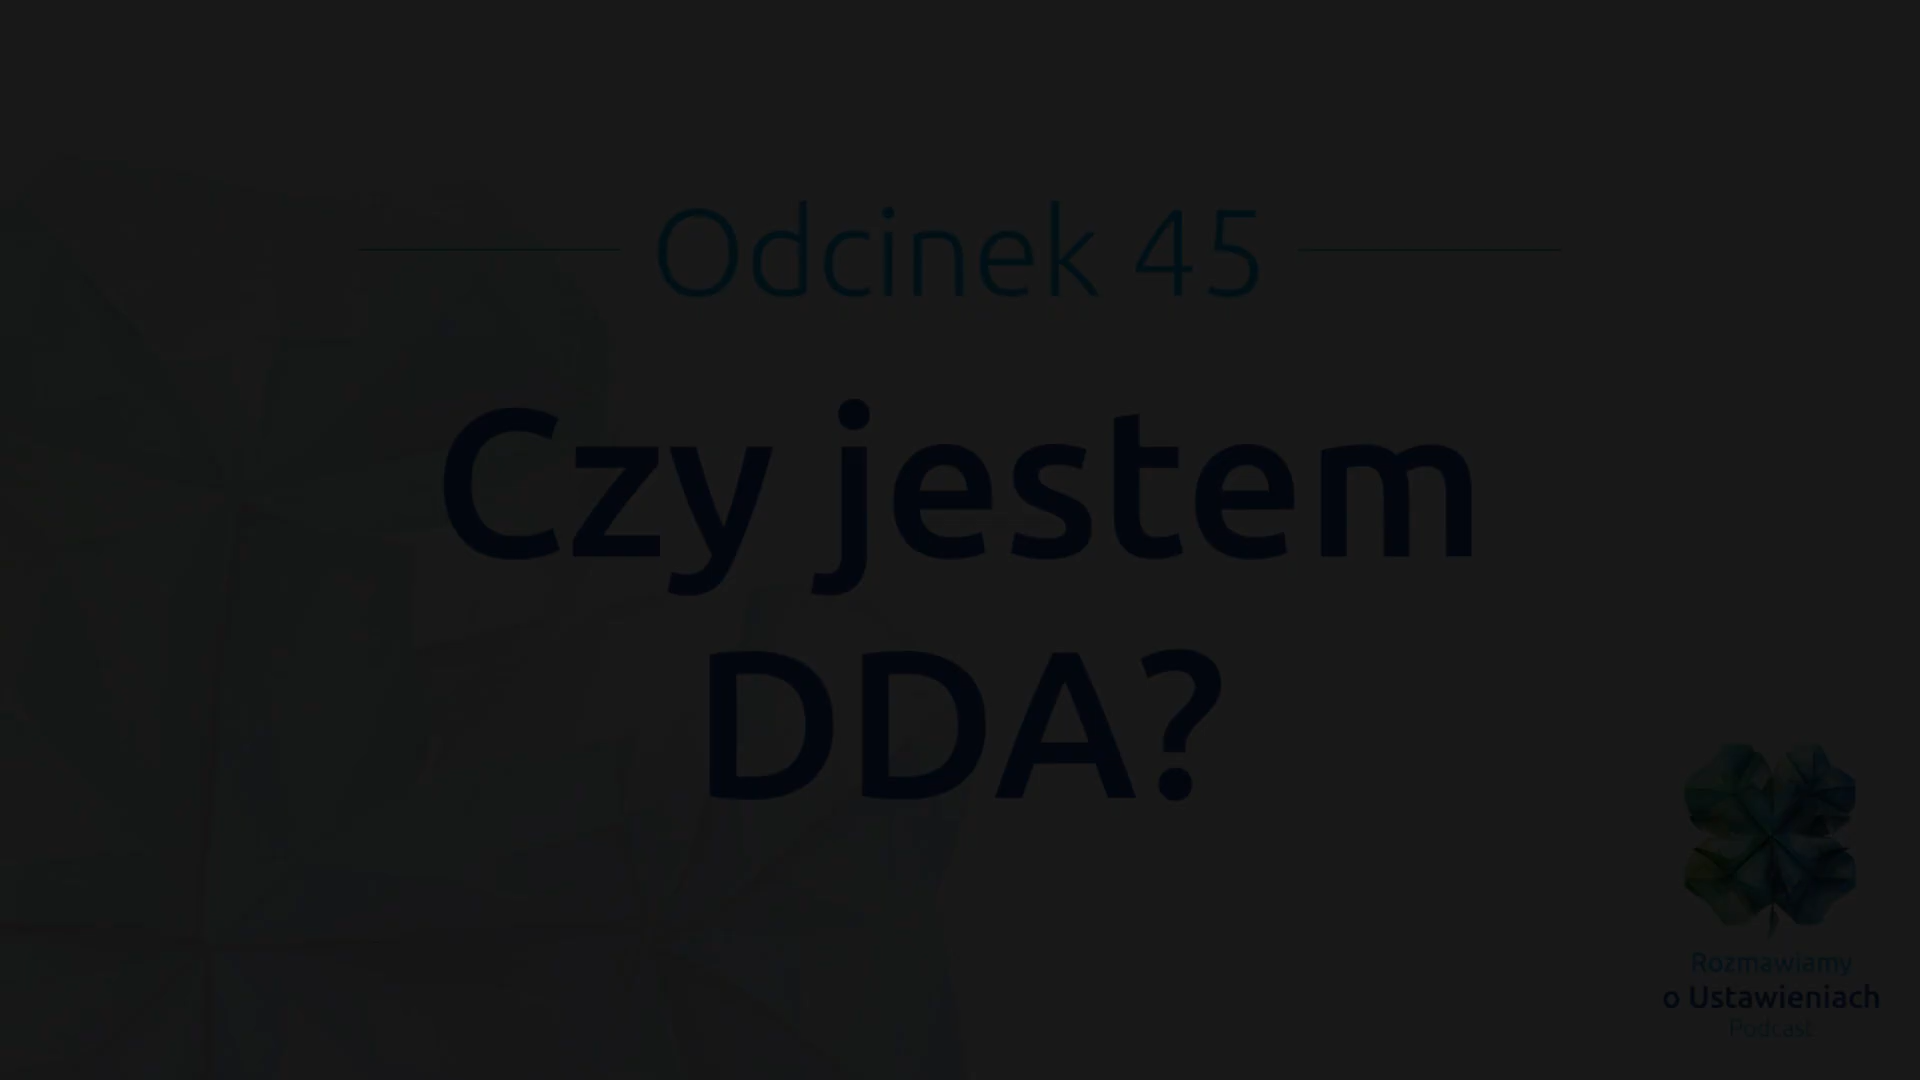 Odcinek 45
Czy jestem
DDA?
Rozmawiamy
o Ustawieniach
Podcast